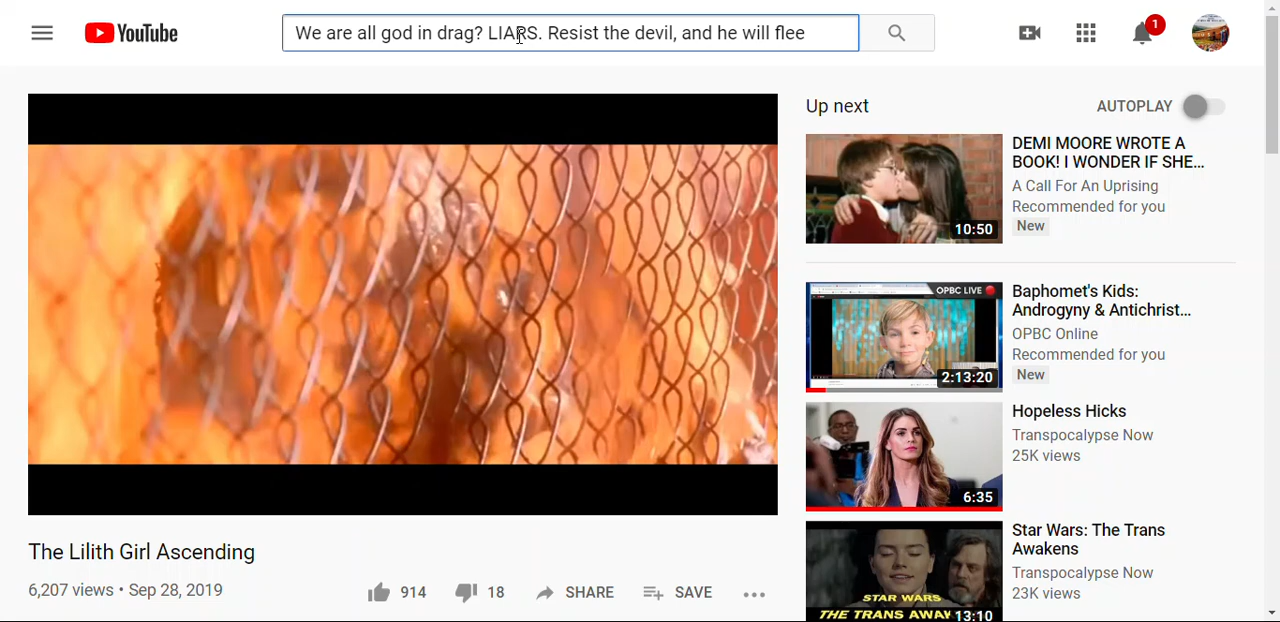 YouTube
We are all god in drag? LIARS. Resist the devil, and he will flee
1
Up next
AUTOPLAY
DEMI MOORE WROTE A
BOOK! I WONDER IF SHE...
A Call For An Uprising
Recommended for you
New
10:50
OPBC LIVE
Baphomet's Kids:
Androgyny & Antichrist...
OPBC Online
Recommended for you
New
2:13:20
Hopeless Hicks
Transpocalypse Now
25K views
6:35
Star Wars: The Trans
Awakens
Transpocalypse Now
23K views
STAR WARS
THE TRANS AWAK
13:10
The Lilith Girl Ascending
6,207 views • Sep 28, 2019
914
18
SHARE
SAVE